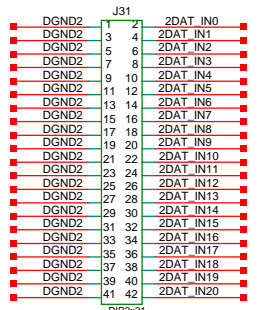 J31
DGND2 1 2 2DAT_IN0
DGND2 3 4 2DAT_IN1
DGND2 5 6 2DAT_IN2
DGND2 7 8 2DAT_IN3
DGND2 9 10 2DAT_IN4
DGND2 11 12 2DAT_IN5
DGND2 13 14 2DAT_IN6
DGND2 15 16 2DAT_IN7
DGND2 17 18 2DAT_IN8
DGND2 19 20 2DAT_IN9
DGND2 21 22 2DAT_IN10
DGND2 23 24 2DAT_IN11
DGND2 25 26 2DAT_IN12
DGND2 27 28 2DAT_IN13
DGND2 29 30 2DAT_IN14
DGND2 31 32 2DAT_IN15
DGND2 33 34 2DAT_IN16
DGND2 35 36 2DAT_IN17
DGND2 37 38 2DAT_IN18
DGND2 39 40 2DAT_IN19
DGND2 41 42 2DAT_IN20